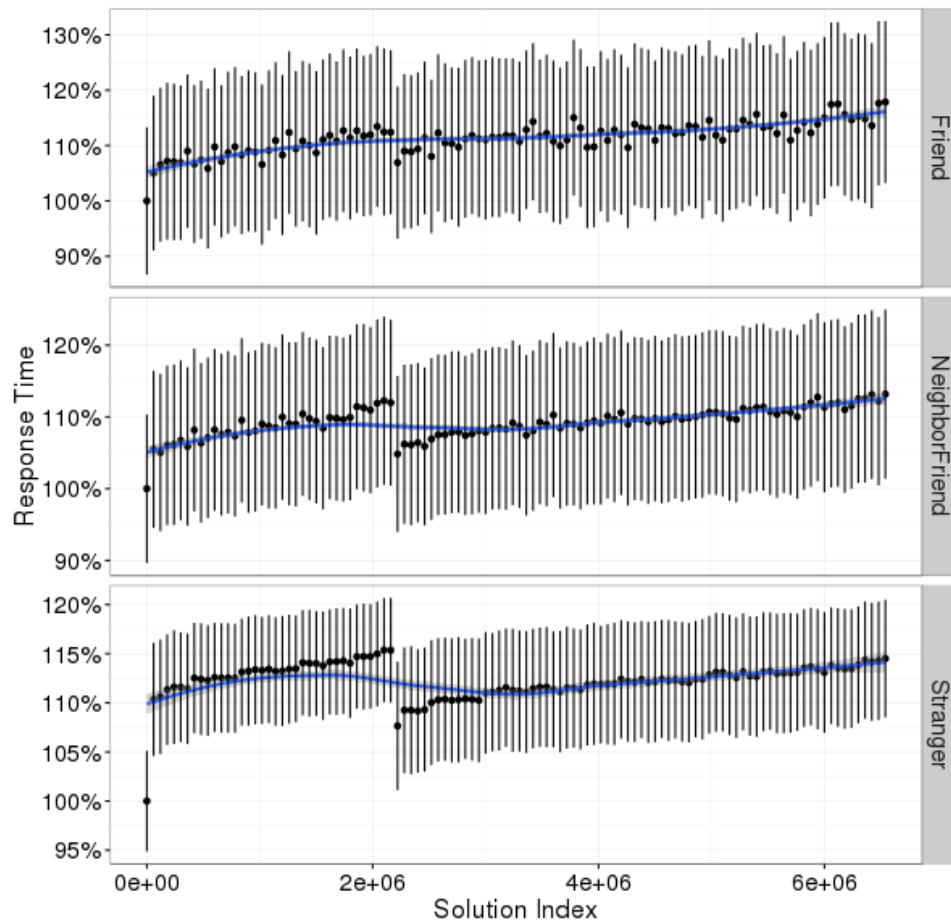 130%
120%
110%
100%
90%
Friend
Response Time
120%
110%
100%
90%
NeighborFriend
120%
115%
110%
105%
100%
95%
Stranger
0e+00 2e+06 4e+06 6e+06
Solution Index